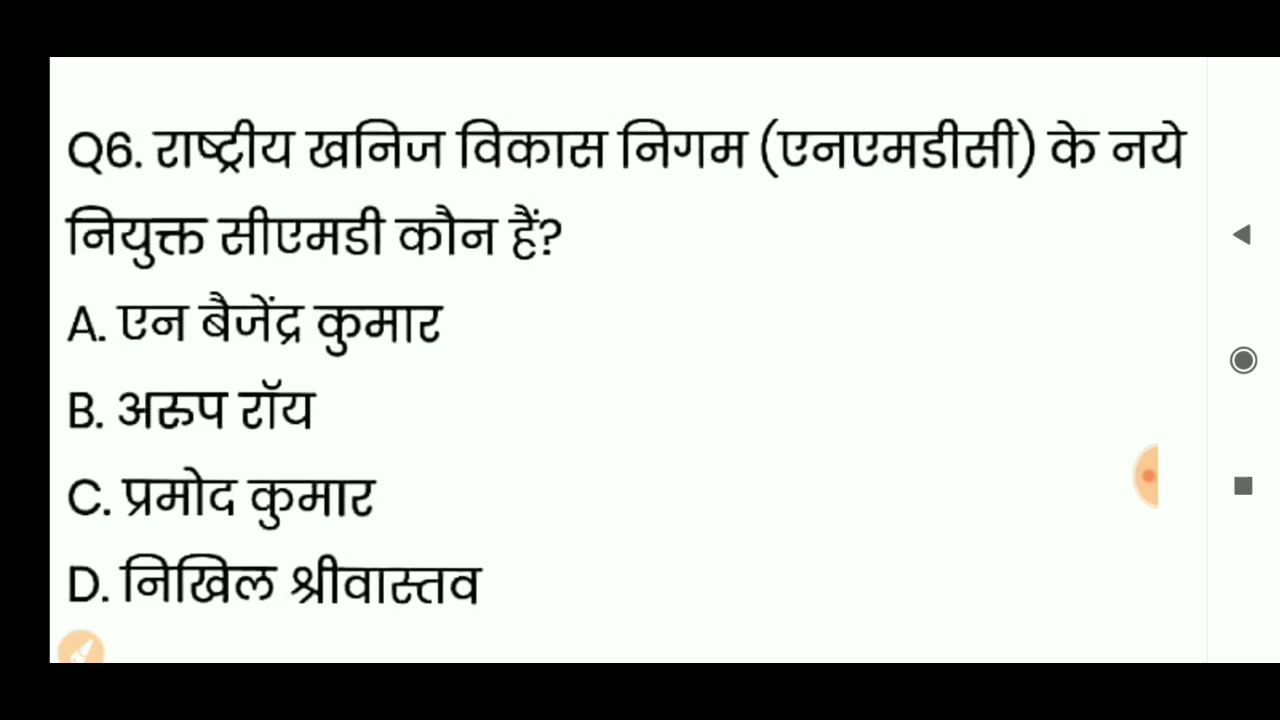 Q6. राष्ट्रीय खनिज विकास निगम (एनएमडीसी) के नये
नियुक्त सीएमडी कौन हैं?
A. एन बैजेंद्र कुमार
B. अरुप रॉय
C. प्रमोद कुमार
D. निखिल श्रीवास्तव